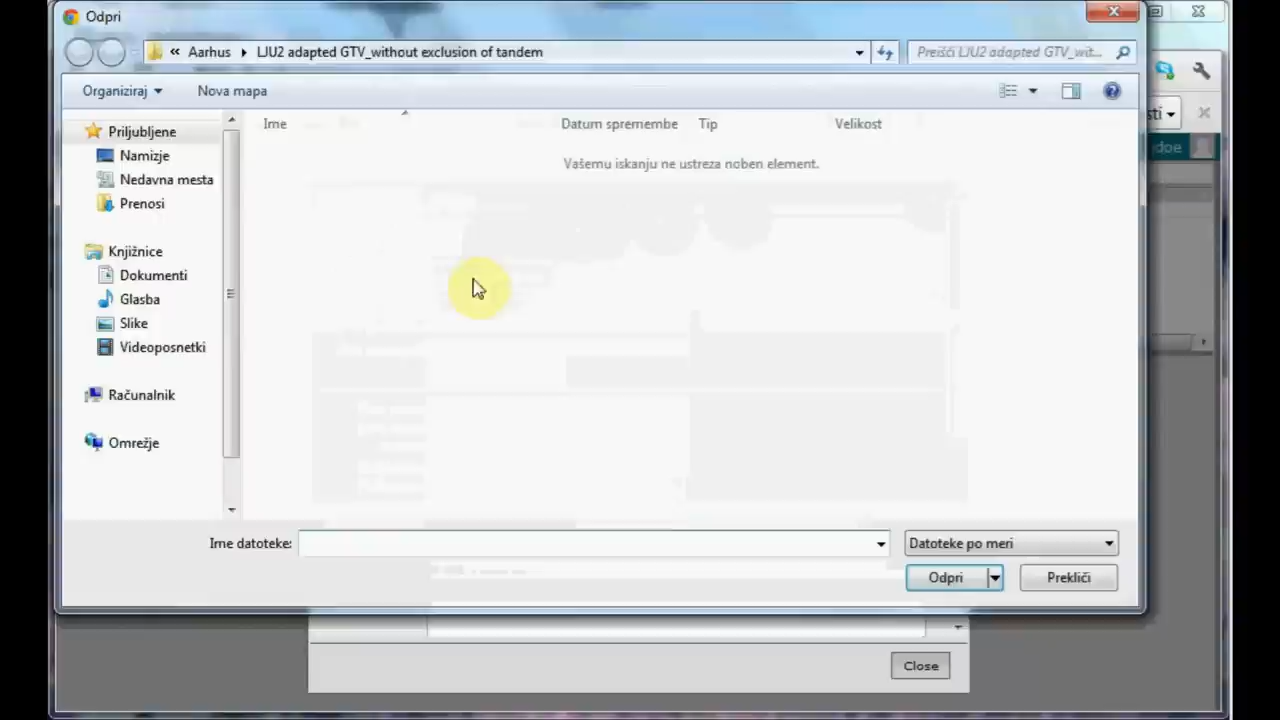 Odpri
« Aarhus LJU2 adapted GTV_without exclusion of tandem
Preišči LJU2 adapted GTV_wit...
Organiziraj
Nova mapa
Ime
Datum spremembe
Tip
Velikost
Vašemu iskanju ne ustreza noben element.
Priljubljene
Namizje
Nedavna mesta
Prenosi
Knjižnice
Dokumenti
Glasba
Slike
Videoposnetki
Računalnik
Omrežje
Ime datoteke:
Datoteke po meri
Odpri
Prekliči
sti
doe
Close